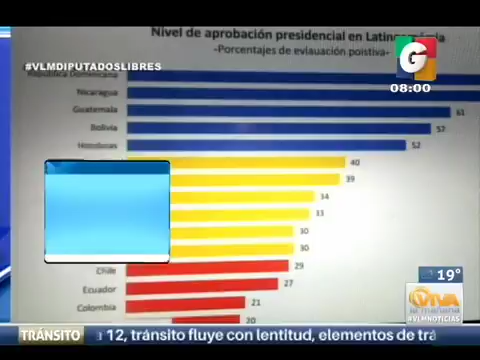 Nivel de aprobación presidencial en Latinoamérica
-Porcentajes de evlauación poistiva-
#VLMDIPUTADOSLIBRES
G
08:00
República Dominicana
Nicaragua
Guatemala 61
Bolivia 57
Honduras 52
40
39
34
33
30
30
Chile 29
Ecuador 27
Colombia 21
20
19°
VIVA
la mañana
#VLMNOTICIAS
TRÁNSITO a 12, tránsito fluye con lentitud, elementos de trá